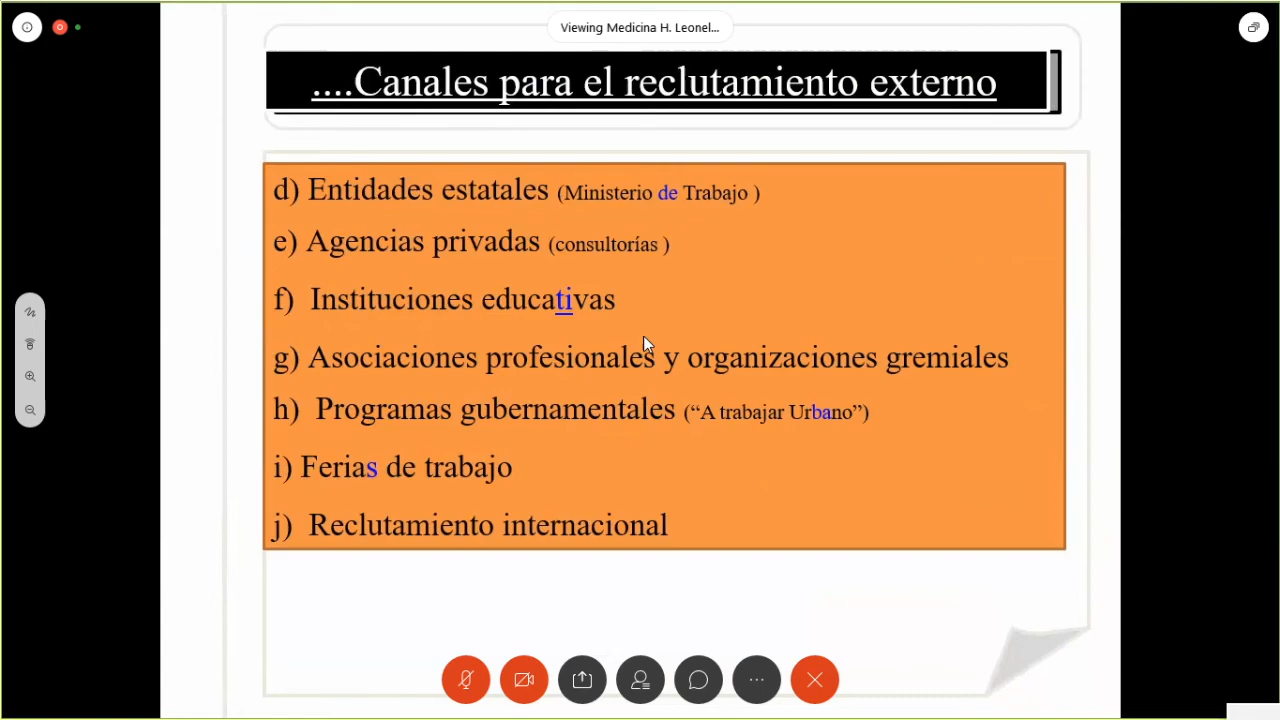 Viewing Medicina H. Leonel...
....Canales para el reclutamiento externo
d) Entidades estatales (Ministerio de Trabajo )
e) Agencias privadas (consultorías )
f) Instituciones educativas
g) Asociaciones profesionales y organizaciones gremiales
h) Programas gubernamentales (“A trabajar Urbano”)
i) Ferias de trabajo
j) Reclutamiento internacional